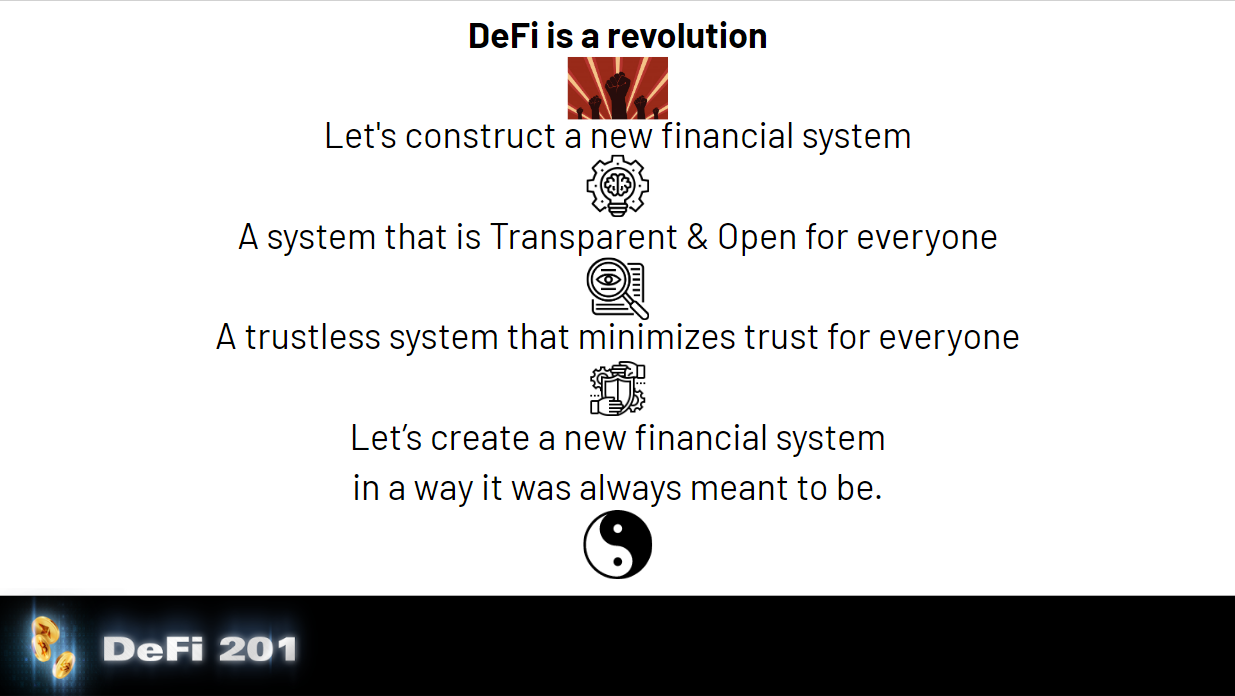 DeFi is a revolution
Let's construct a new financial system
A system that is Transparent & Open for everyone
A trustless system that minimizes trust for everyone
Let’s create a new financial system
in a way it was always meant to be.
DeFi 201